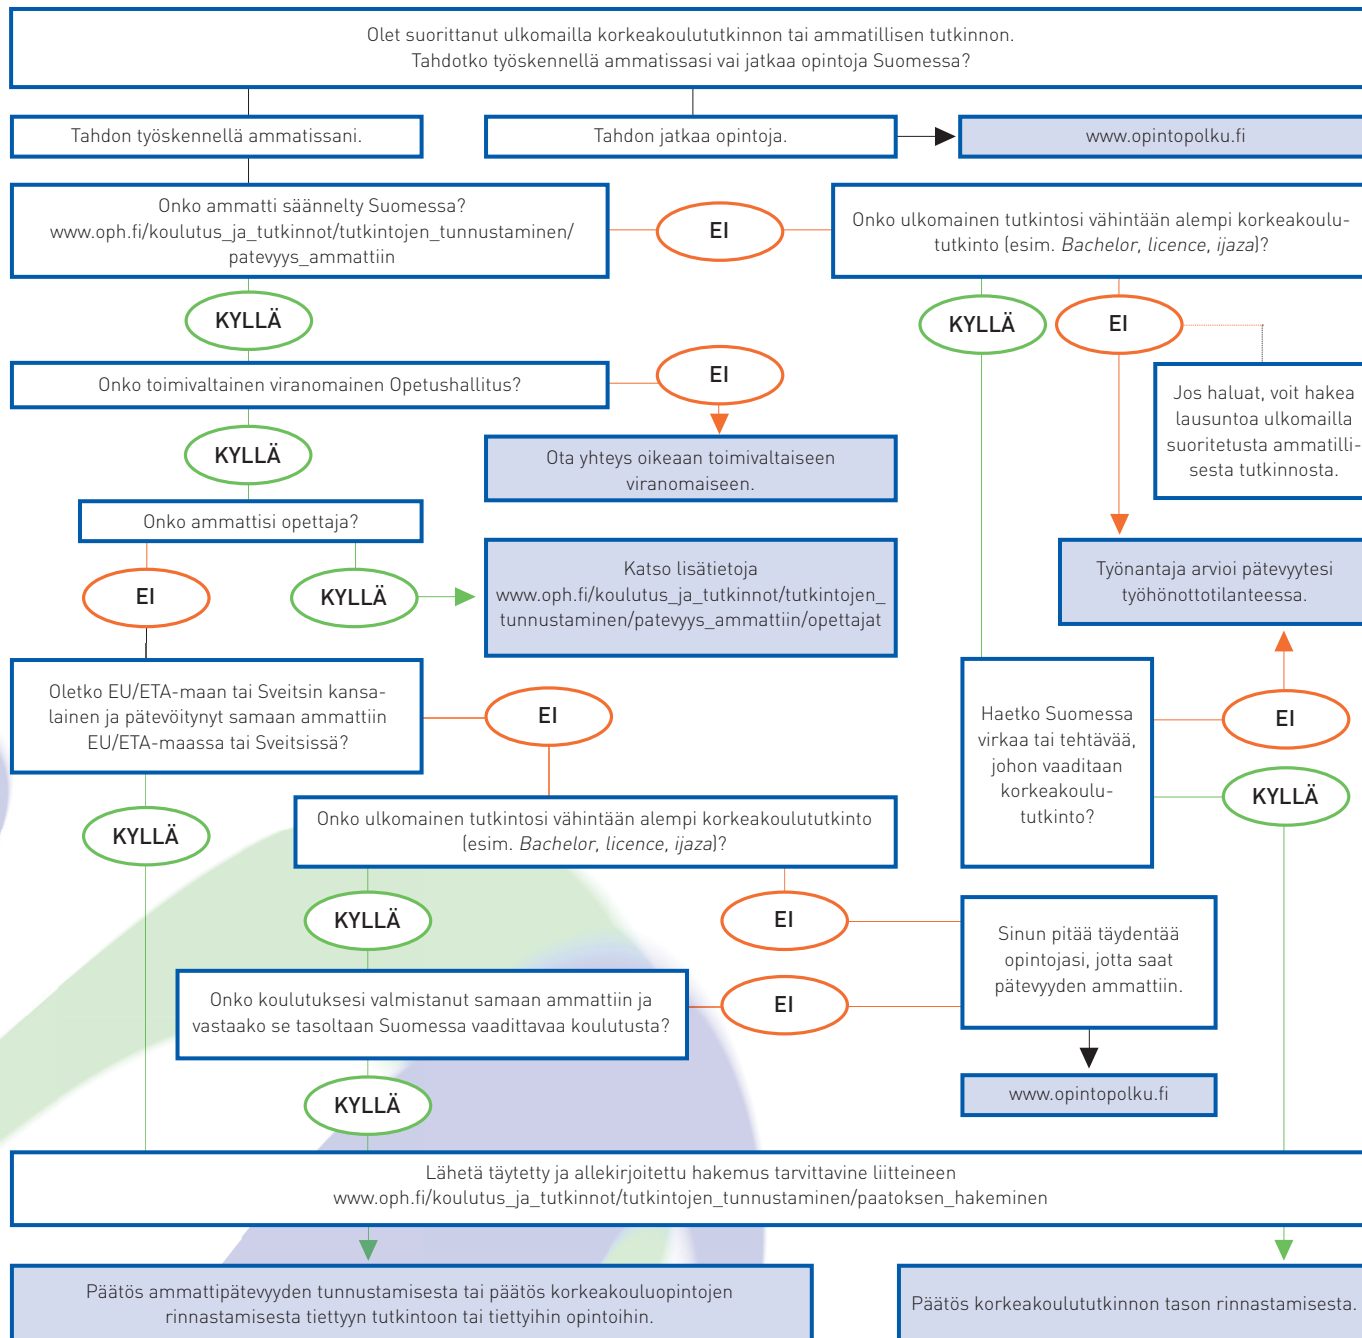 Olet suorittanut ulkomailla korkeakoulututkinnon tai ammatillisen tutkinnon.
Tahdotko työskennellä ammatissasi vai jatkaa opintoja Suomessa?
Tahdon työskennellä ammatissani.
Tahdon jatkaa opintoja.
www.opintopolku.fi
Onko ammatti säännelty Suomessa?
www.oph.fi/koulutus_ja_tutkinnot/tutkintojen_tunnustaminen/
patevyys_ammattiin
EI
Onko ulkomainen tutkintosi vähintään alempi korkeakoulu-
tutkinto (esim. Bachelor, licence, ijaza)?
KYLLÄ
KYLLÄ
EI
Onko toimivaltainen viranomainen Opetushallitus?
EI
Jos haluat, voit hakea
lausuntoa ulkomailla
suoritetusta ammatilli-
sesta tutkinnosta.
KYLLÄ
Ota yhteys oikeaan toimivaltaiseen
viranomaiseen.
Onko ammattisi opettaja?
EI
KYLLÄ
Katso lisätietoja
www.oph.fi/koulutus_ja_tutkinnot/tutkintojen_
tunnustaminen/patevyys_ammattiin/opettajat
Työnantaja arvioi pätevyytesi
työhönottotilanteessa.
Oletko EU/ETA-maan tai Sveitsin kansa-
lainen ja pätevöitynyt samaan ammattiin
EU/ETA-maassa tai Sveitsissä?
EI
Haetko Suomessa
virkaa tai tehtävää,
johon vaaditaan
korkeakoulu-
tutkinto?
EI
KYLLÄ
KYLLÄ
Onko ulkomainen tutkintosi vähintään alempi korkeakoulututkinto
(esim. Bachelor, licence, ijaza)?
KYLLÄ
EI
Sinun pitää täydentää
opintojasi, jotta saat
pätevyyden ammattiin.
Onko koulutuksesi valmistanut samaan ammattiin ja
vastaako se tasoltaan Suomessa vaadittavaa koulutusta?
EI
www.opintopolku.fi
KYLLÄ
Lähetä täytetty ja allekirjoitettu hakemus tarvittavine liitteineen
www.oph.fi/koulutus_ja_tutkinnot/tutkintojen_tunnustaminen/paatoksen_hakeminen
Päätös ammattipätevyyden tunnustamisesta tai päätös korkeakouluopintojen
rinnastamisesta tiettyyn tutkintoon tai tiettyihin opintoihin.
Päätös korkeakoulututkinnon tason rinnastamisesta.